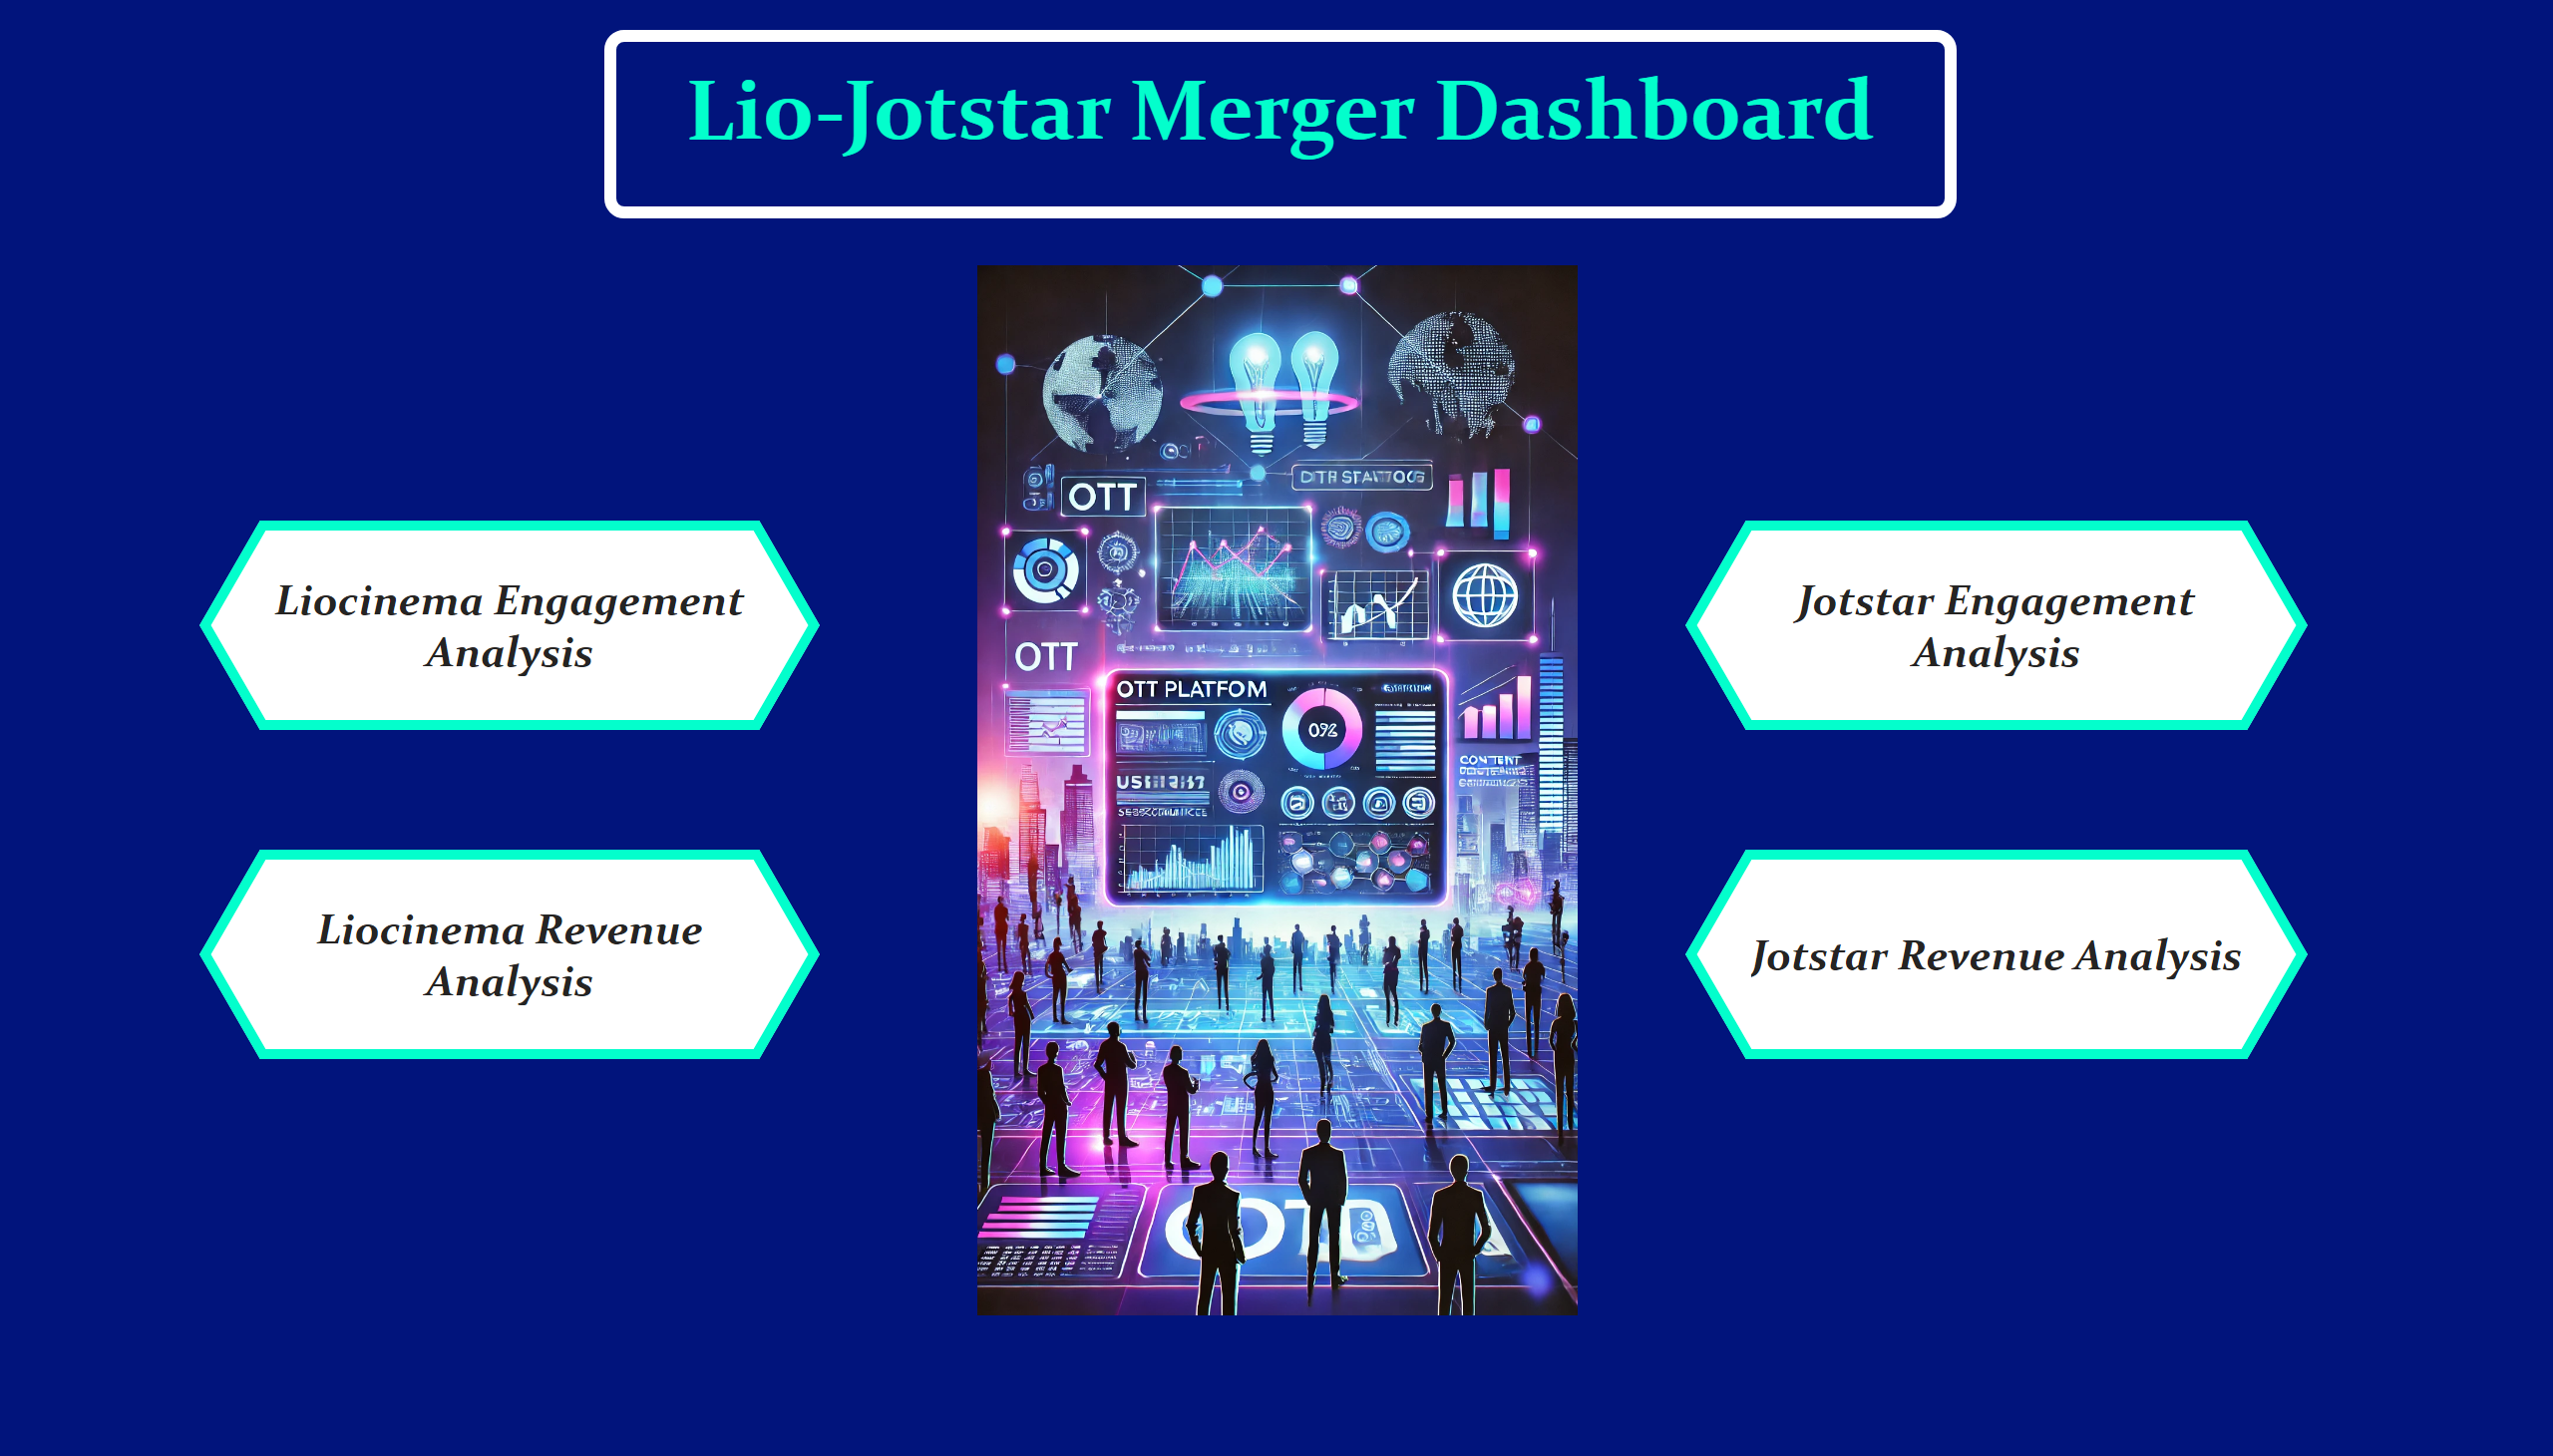 Lio-Jotstar Merger Dashboard
Liocinema Engagement
Analysis
Liocinema Revenue
Analysis
OTT
OTT
OTT PLATFOM
CONTENT
Jotstar Engagement
Analysis
Jotstar Revenue Analysis